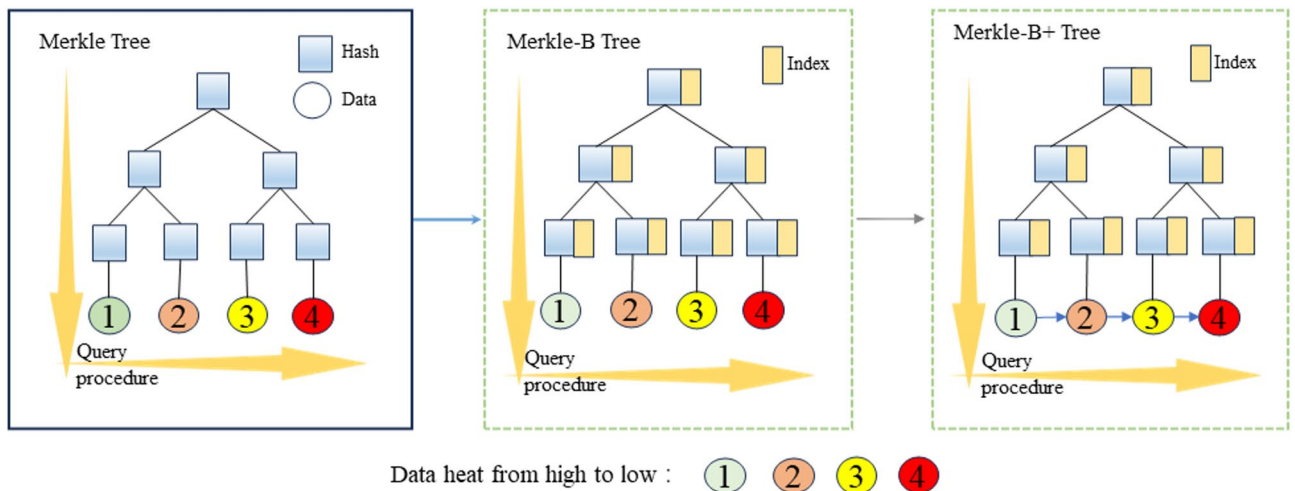 Merkle Tree
Hash
Data
1 2 3 4
Query
procedure
Merkle-B Tree
Index
1 2 3 4
Query
procedure
Merkle-B+ Tree
Index
1 2 3 4
Query
procedure
Data heat from high to low : 1 2 3 4